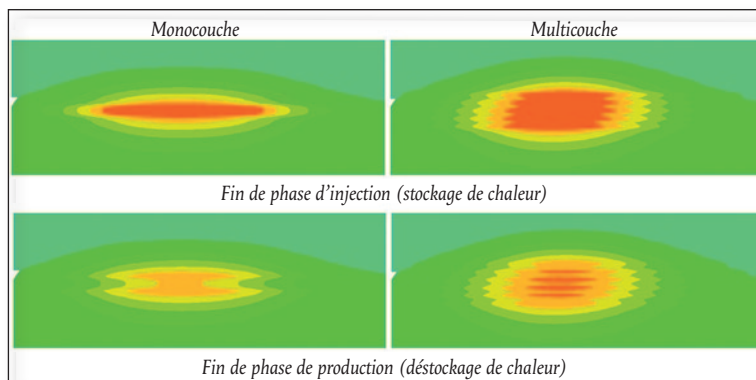 Monocouche
Multicouche
Fin de phase d'injection (stockage de chaleur)
Fin de phase de production (déstockage de chaleur)